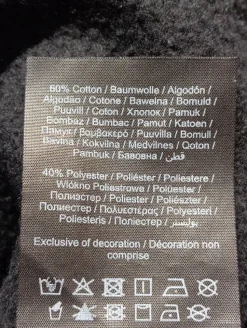 60% Cotton / Baumwolle / Algodón /
Algodão / Cotone / Bawełna / Bomuld /
Puuvill / Coton / Хлопок / Pamuk /
Bombaz / Bumbac / Pamut / Katoen /
Памук / Βαμβακερό / Puuvilla / Bomull /
Bavlna / Kokvilna / Medvilnės / Qoton /
Pambuk / Бавовна / قطن
40% Polyester / Poliéster / Poliestere /
Włókno Poliestrowe / Polüester /
Полиэстер / Poliester / Poliészter /
Полиестер / Πολυεστέρας / Polyesteri /
Poliesteris / Поліестер / بوليستر
Exclusive of decoration / Décoration non
comprise